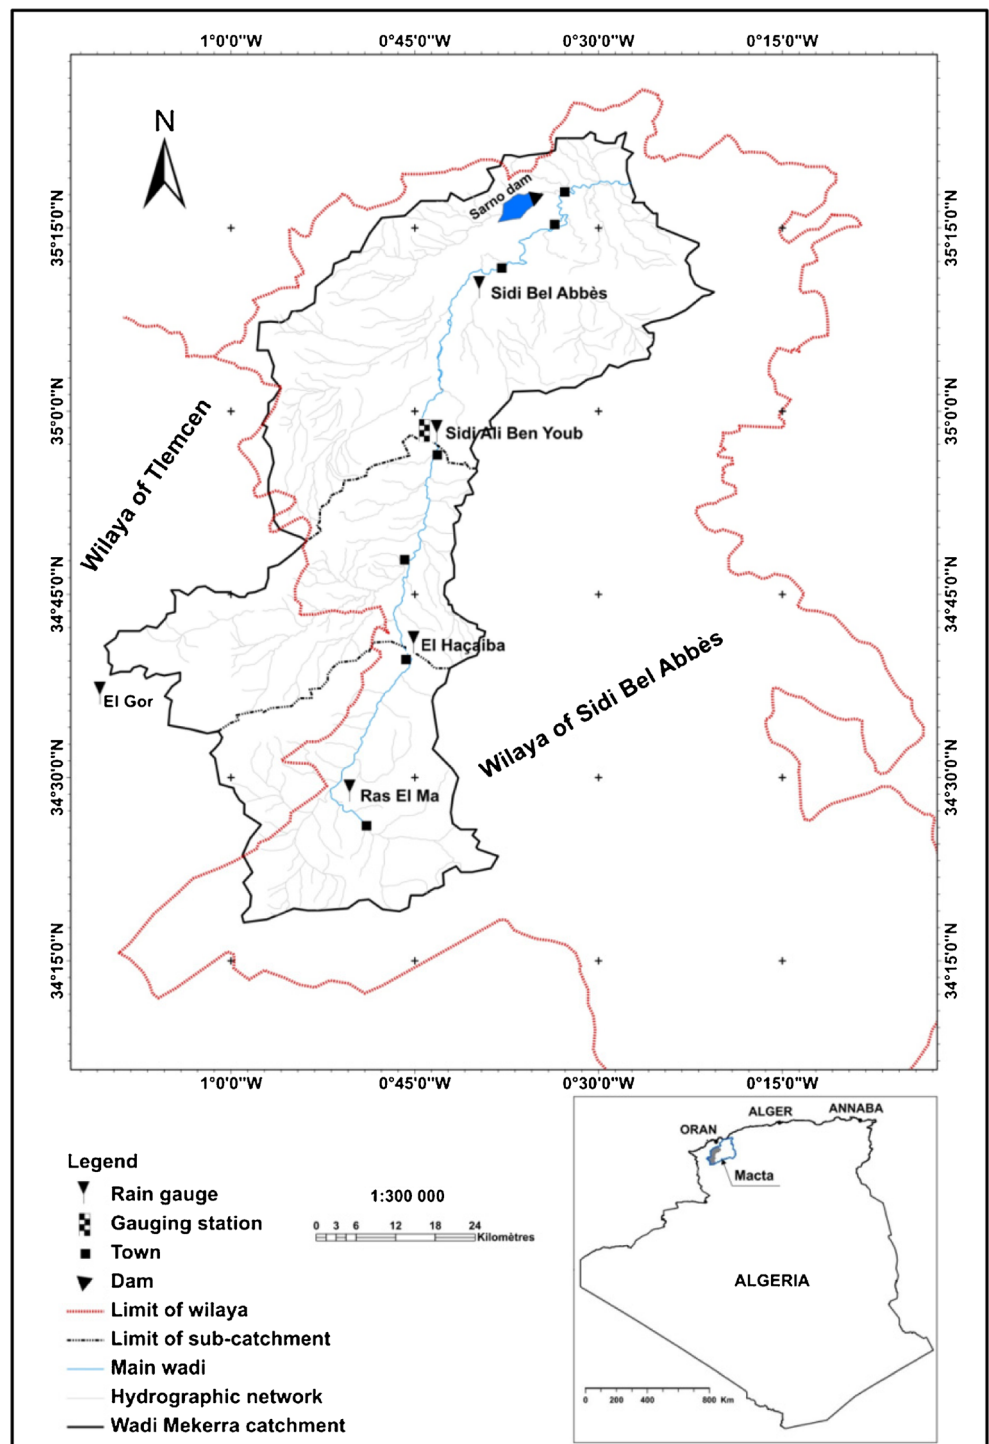 1°0'0"W 0°45'0"W 0°30'0"W 0°15'0"W
N
35°15'0"N
35°15'0"N
Sarno dam
Sidi Bel Abbès
35°0'0"N
35°0'0"N
Sidi Ali Ben Youb
Wilaya of Tlemcen
34°45'0"N
34°45'0"N
El Haçaiba
El Gor
Wilaya of Sidi Bel Abbès
34°30'0"N
34°30'0"N
Ras El Ma
34°15'0"N
34°15'0"N
1°0'0"W 0°45'0"W 0°30'0"W 0°15'0"W
Legend
Rain gauge
Gauging station
Town
Dam
Limit of wilaya
Limit of sub-catchment
Main wadi
Hydrographic network
Wadi Mekerra catchment
1:300 000
0 3 6 12 18 24
Kilomètres
ORAN
ALGER
ANNABA
Macta
ALGERIA
0 200 400 800 Km